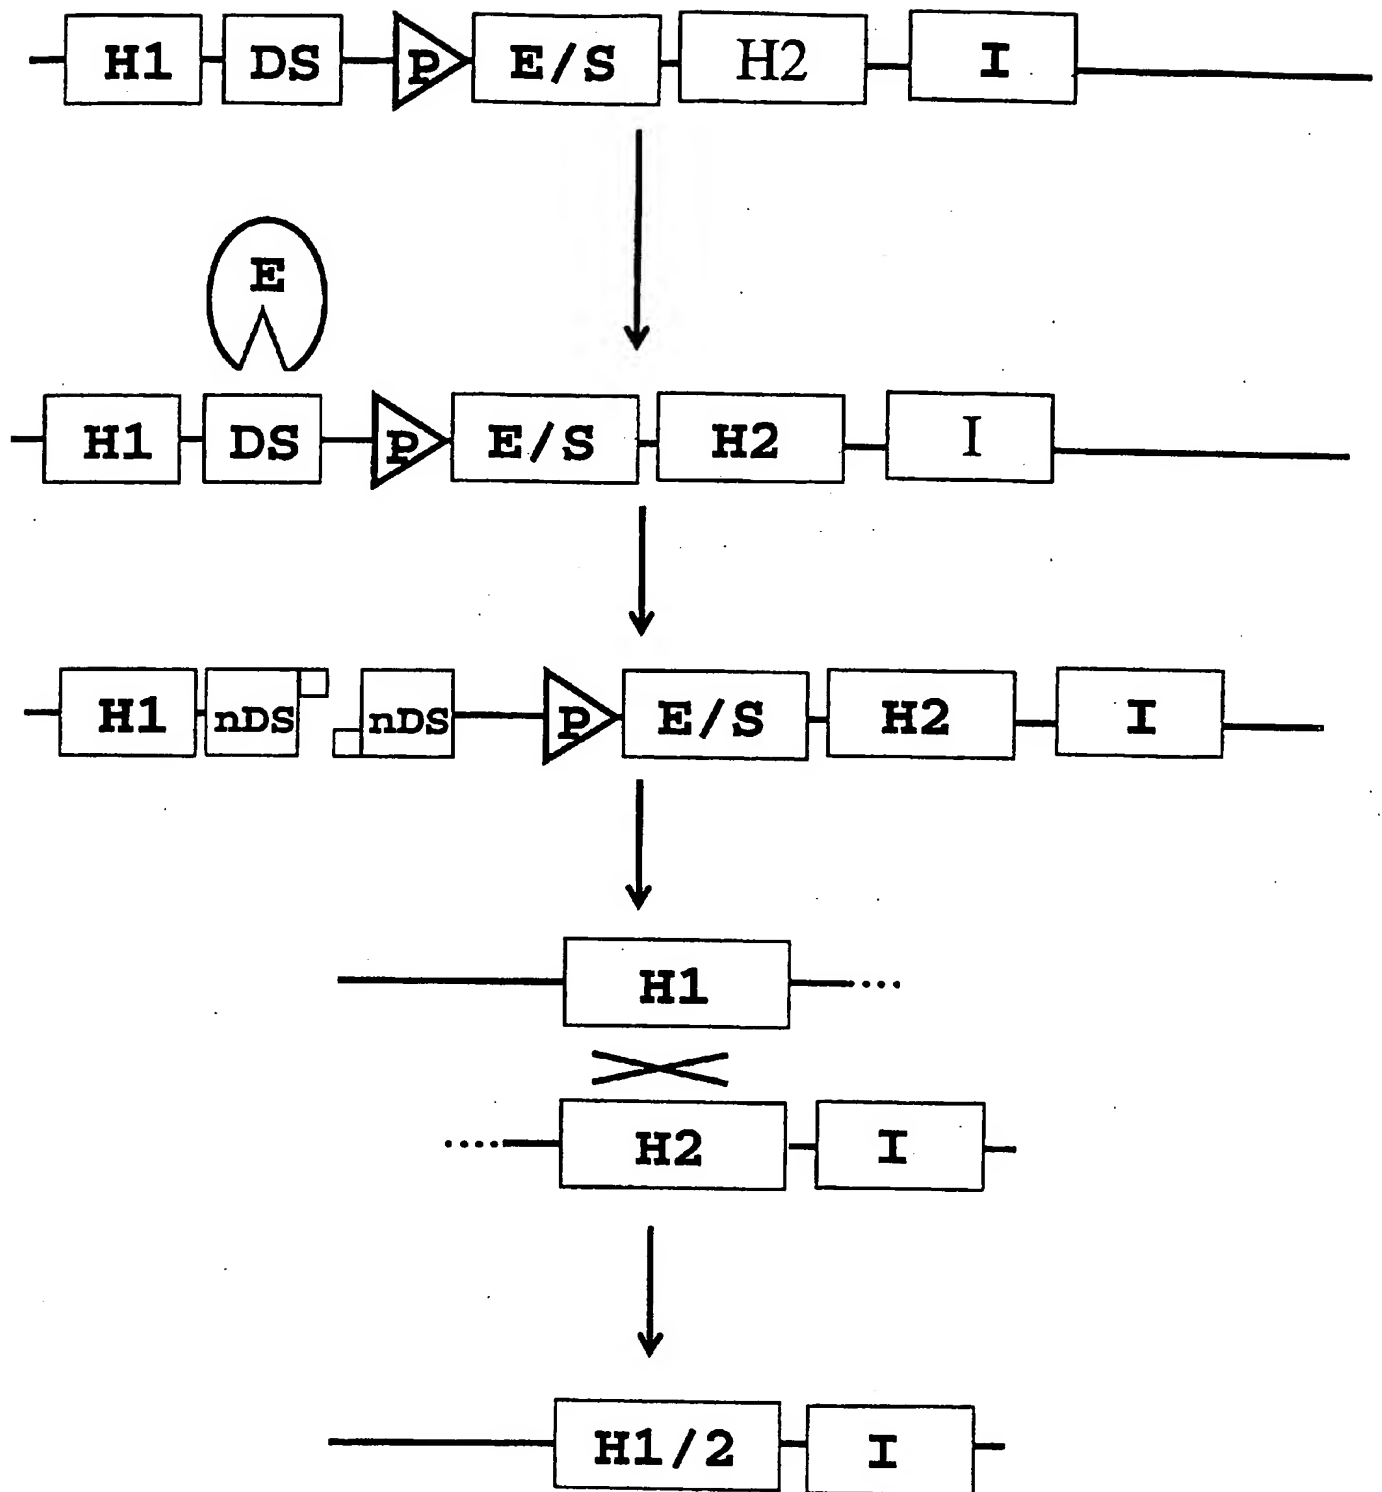 H1 DS P E/S H2 I
E
H1 DS P E/S H2 I
H1 nDS nDS P E/S H2 I
H1
H2 I
H1/2 I